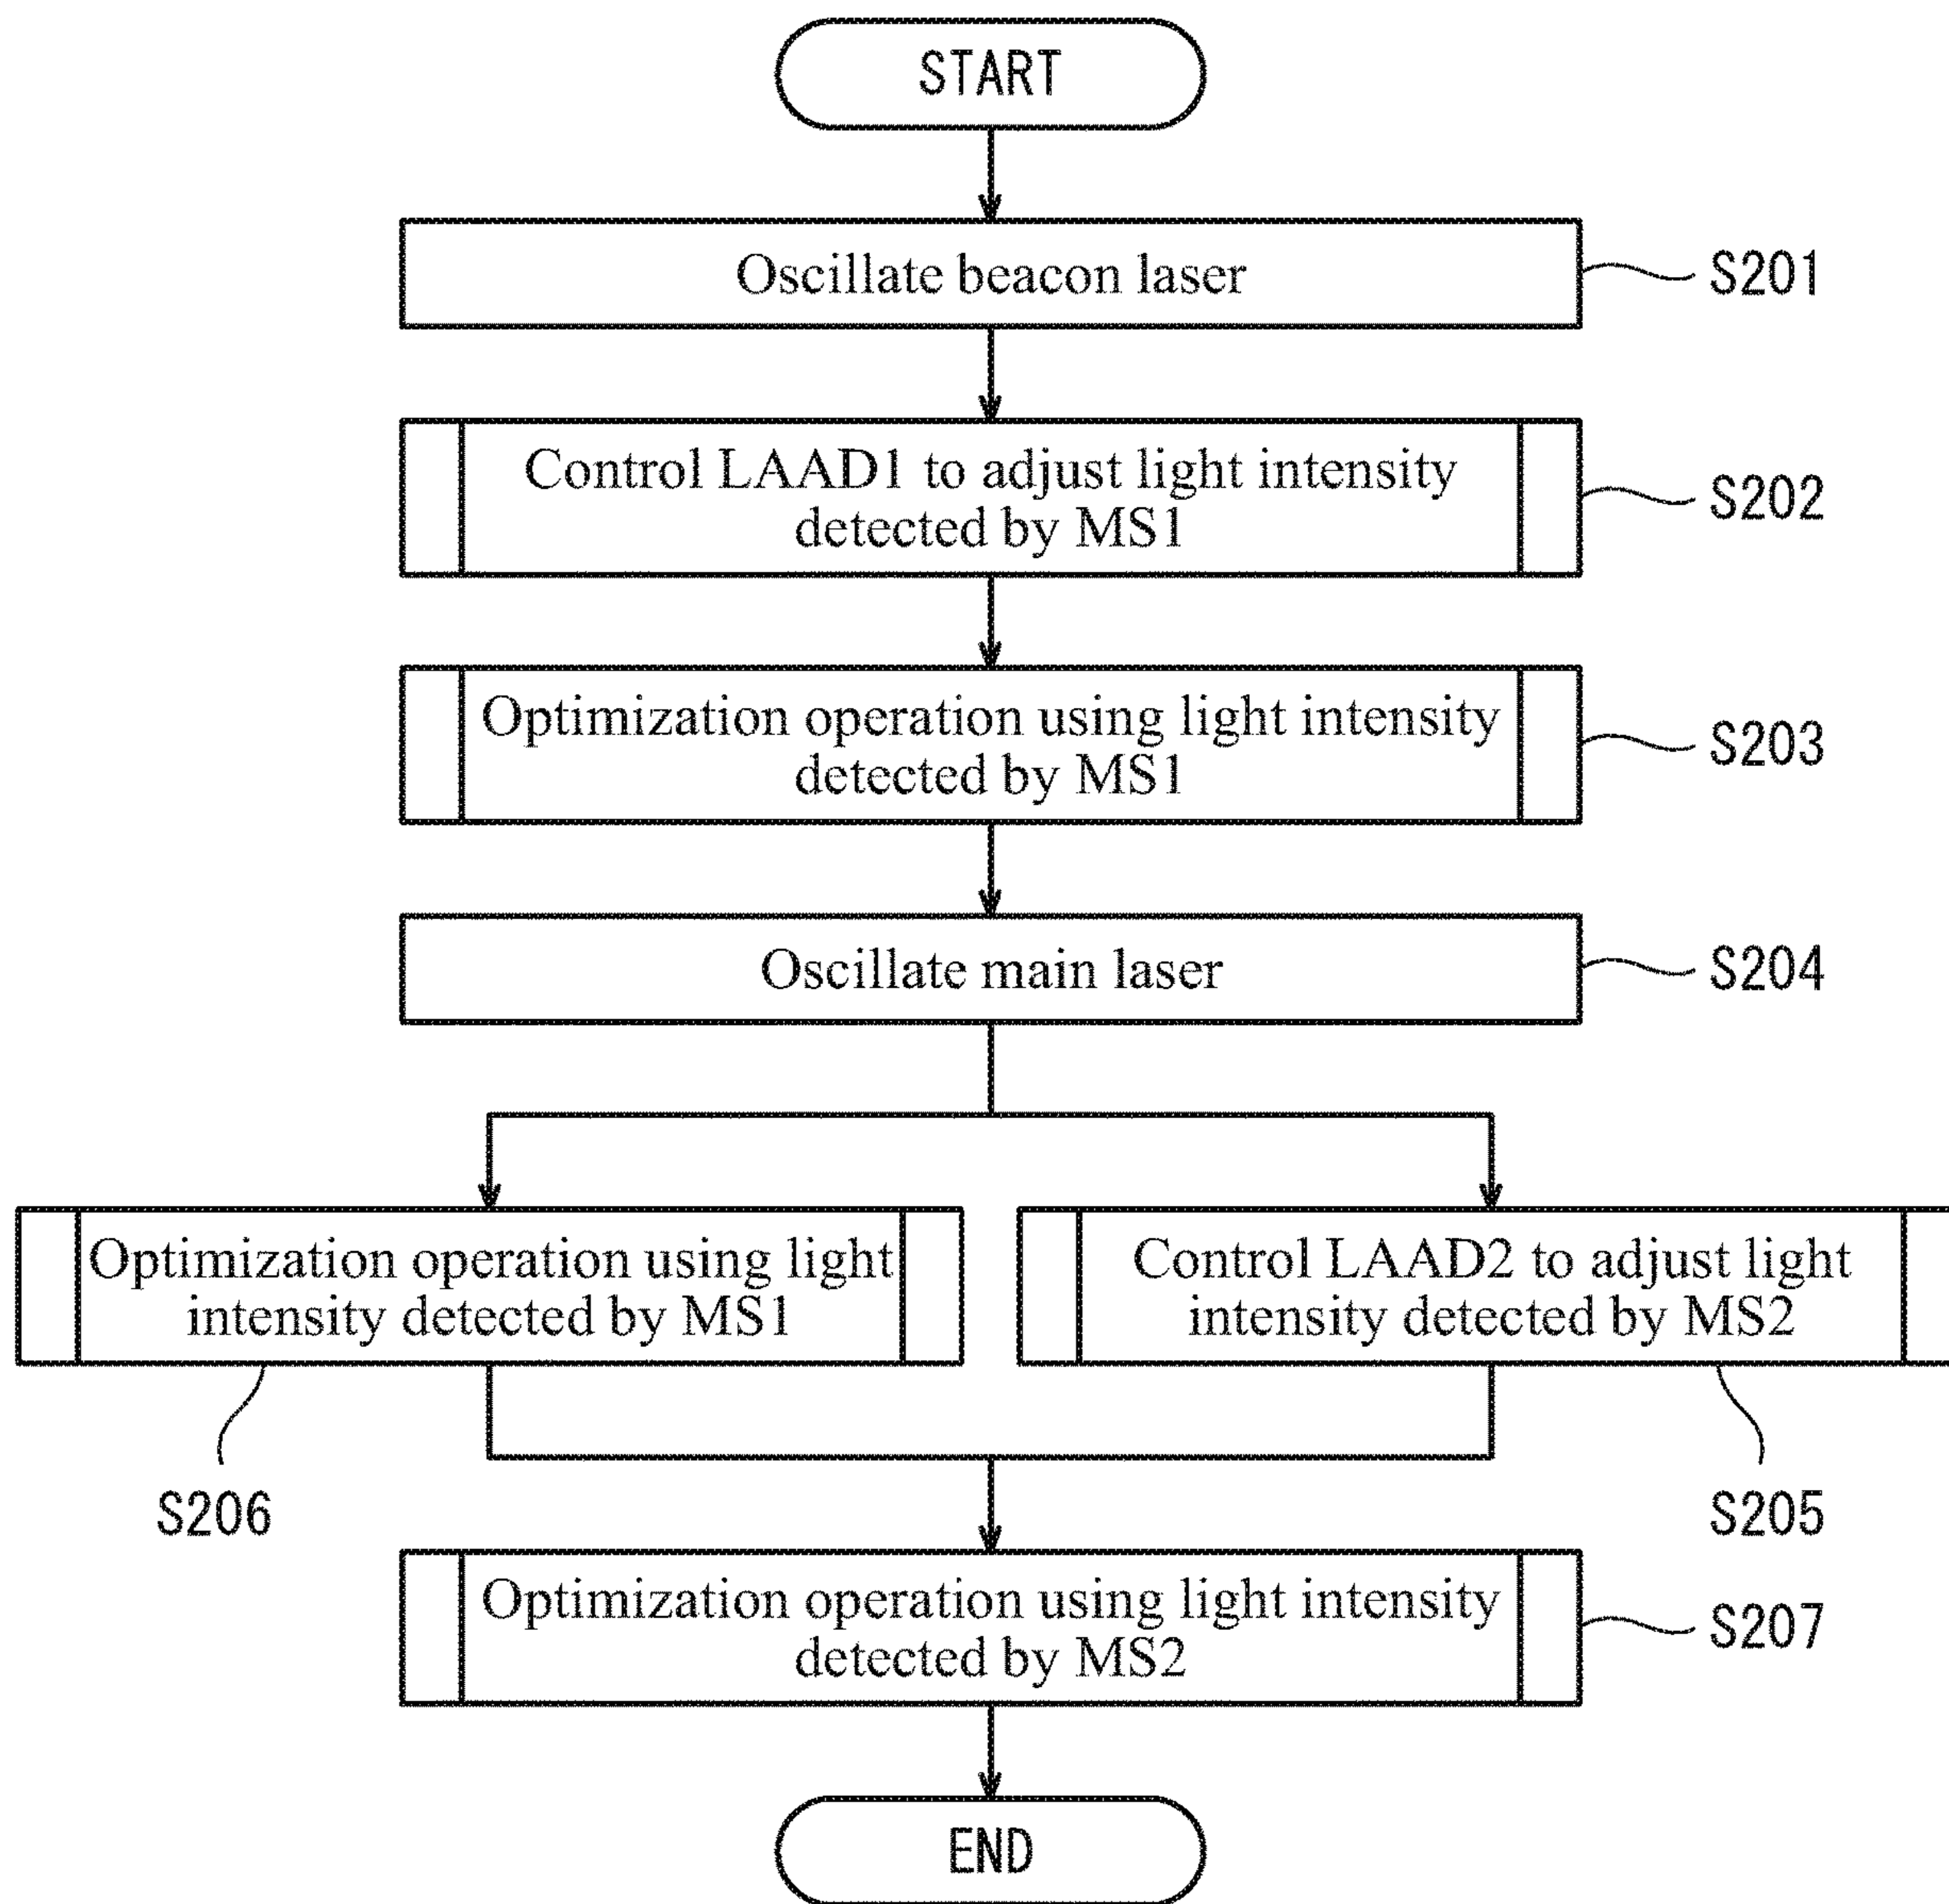 START
Oscillate beacon laser
S201
Control LAAD1 to adjust light intensity
detected by MS1
S202
Optimization operation using light intensity
detected by MS1
S203
Oscillate main laser
S204
Optimization operation using light
intensity detected by MS1
S206
Control LAAD2 to adjust light
intensity detected by MS2
S205
Optimization operation using light intensity
detected by MS2
S207
END